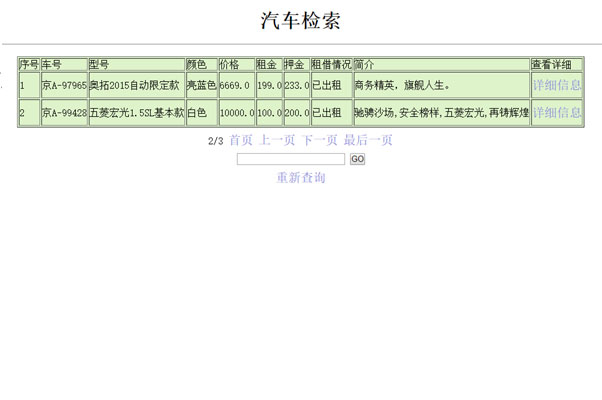 汽车检索
序号 车号 型号 颜色 价格 租金 押金 租借情况 简介 查看详细
1 京A-97965 奥拓2015自动限定款 亮蓝色 6669.0 199.0 233.0 已出租 商务精英，旗舰人生。 详细信息
2 京A-99428 五菱宏光1.5SL基本款 白色 10000.0 100.0 200.0 已出租 驰骋沙场,安全榜样,五菱宏光,再铸辉煌 详细信息
2/3 首页 上一页 下一页 最后一页
GO
重新查询